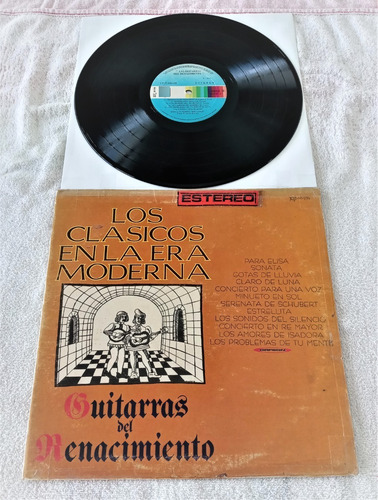 ESTEREO
LOS
CLASICOS
EN LA ERA
MODERNA
PARA ELISA
SONATA
GOTAS DE LLUVIA
CLARO DE LUNA
CONCIERTO PARA UNA VOZ
MINUETO EN SOL
SERENATA DE SCHUBERT
ESTRELLITA
LOS SONIDOS DEL SILENCIO
CONCIERTO EN RE MAYOR
LOS AMORES DE ISADORA
LOS PROBLEMAS DE TU MENTE
Guitarras
del
Renacimiento